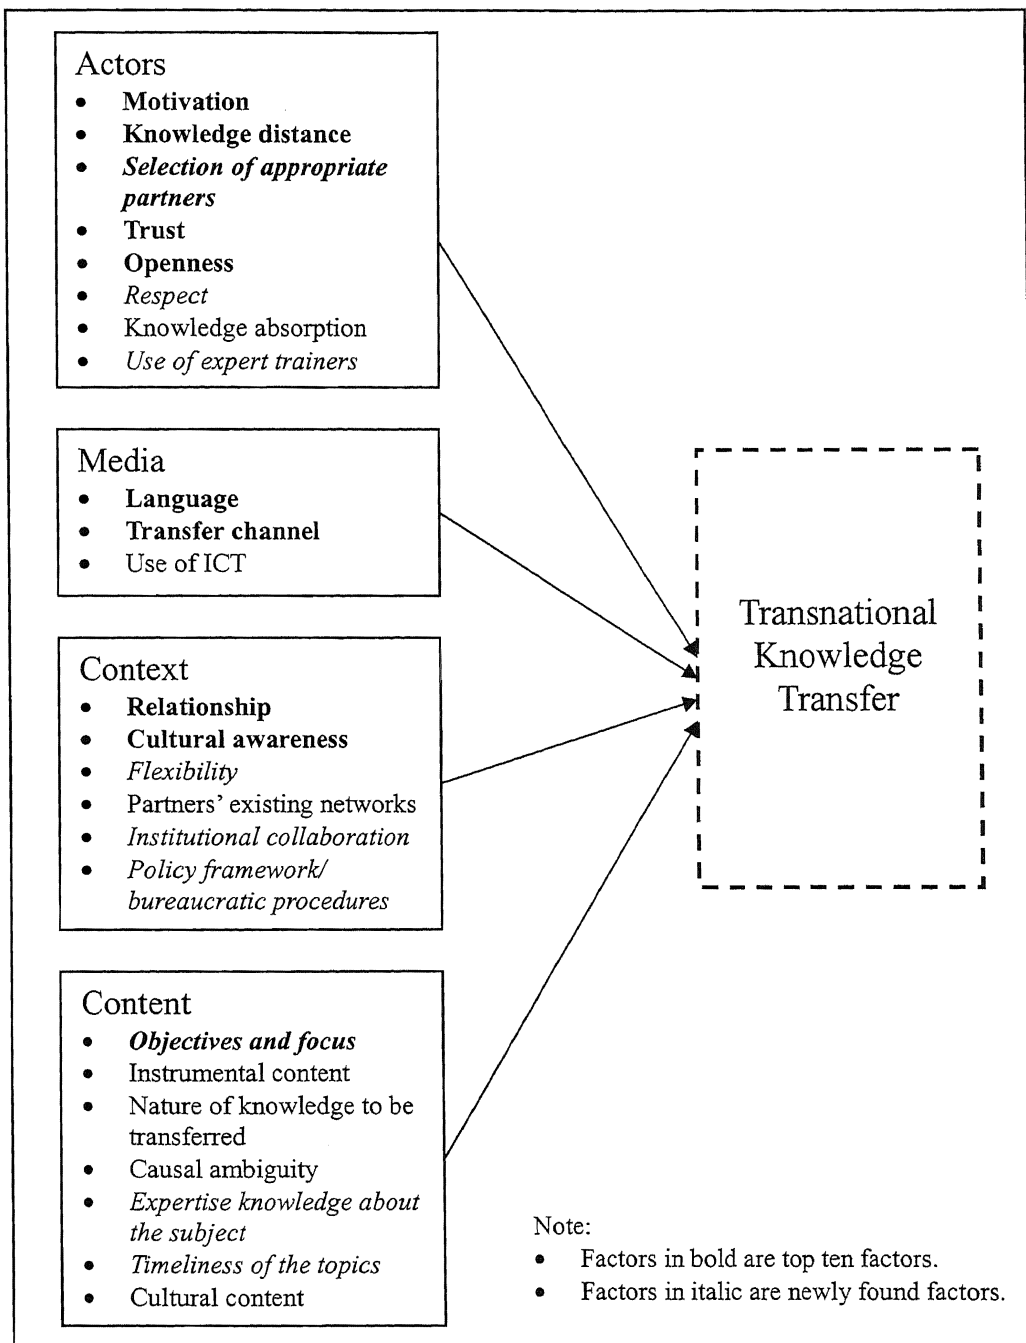 Actors
• Motivation
• Knowledge distance
• Selection of appropriate
partners
• Trust
• Openness
• Respect
• Knowledge absorption
• Use of expert trainers
Media
• Language
• Transfer channel
• Use of ICT
Context
• Relationship
• Cultural awareness
• Flexibility
• Partners’ existing networks
• Institutional collaboration
• Policy framework/
bureaucratic procedures
Content
• Objectives and focus
• Instrumental content
• Nature of knowledge to be
transferred
• Causal ambiguity
• Expertise knowledge about
the subject
• Timeliness of the topics
• Cultural content
Transnational
Knowledge
Transfer
Note:
• Factors in bold are top ten factors.
• Factors in italic are newly found factors.